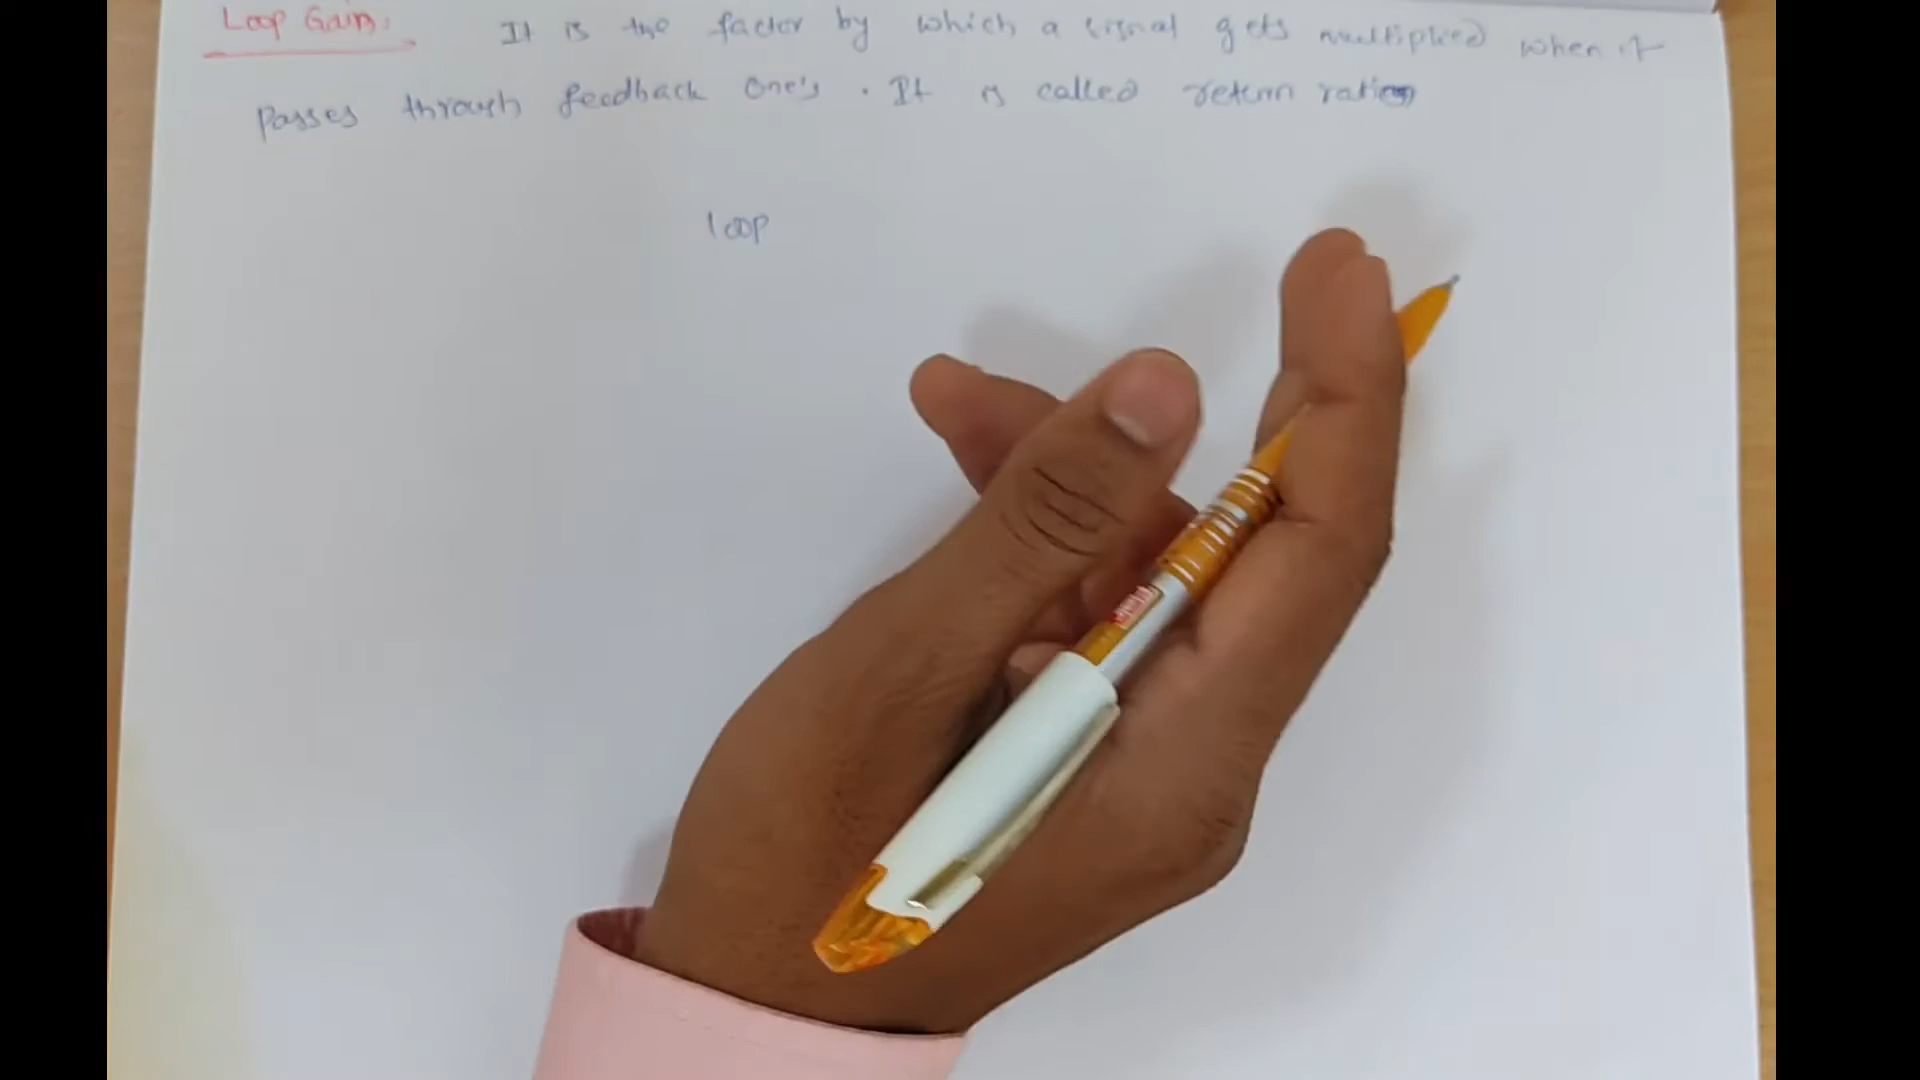 Loop Gain: It is the factor by which a signal gets multiplied when it
passes through feedback one's. It is called return ratio
loop